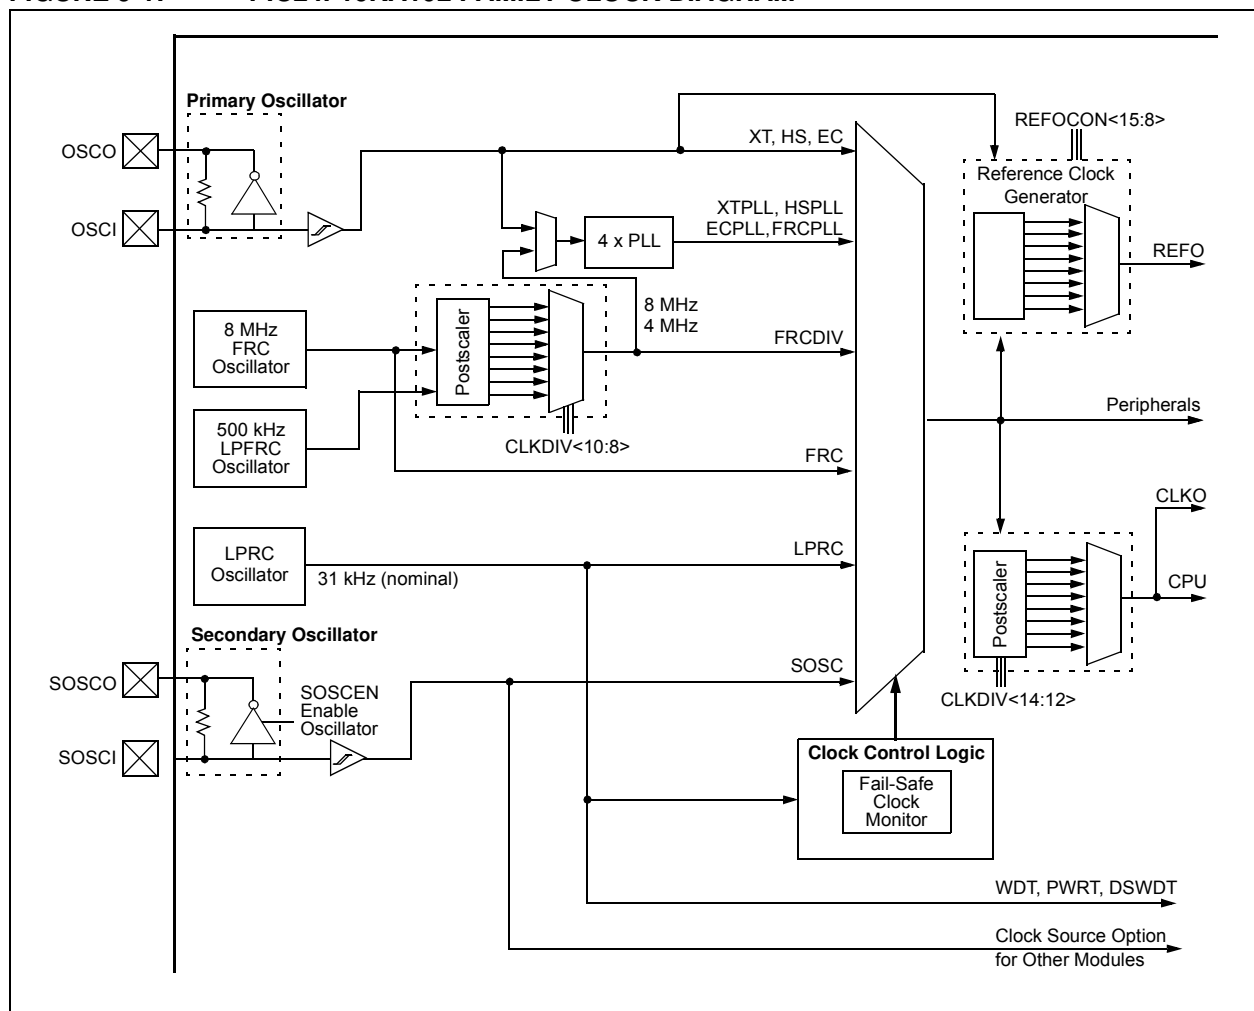 Primary Oscillator
OSCO
OSCI
XT, HS, EC
REFOCON<15:8>
Reference Clock
Generator
REFO
XTPLL, HSPLL
ECPLL,FRCPLL
4 x PLL
8 MHz
4 MHz
8 MHz
FRC
Oscillator
Postscaler
FRCDIV
Peripherals
500 kHz
LPFRC
Oscillator
CLKDIV<10:8>
FRC
CLKO
LPRC
Oscillator
31 kHz (nominal)
LPRC
Postscaler
CPU
CLKDIV<14:12>
Secondary Oscillator
SOSCO
SOSCI
SOSCEN
Enable
Oscillator
SOSC
Clock Control Logic
Fail-Safe
Clock
Monitor
WDT, PWRT, DSWDT
Clock Source Option
for Other Modules